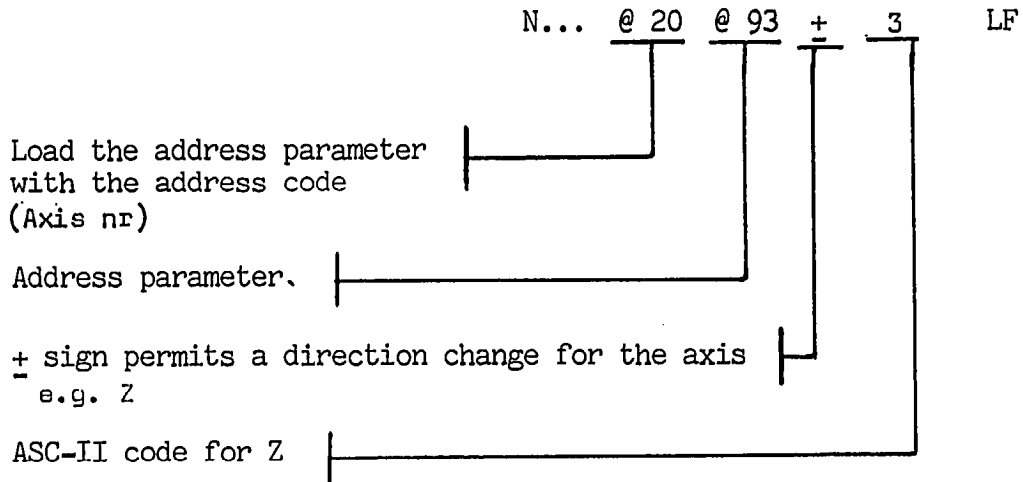 N... @ 20 @ 93 ± 3 LF
Load the address parameter
with the address code
(Axis nr)
Address parameter.
± sign permits a direction change for the axis
e.g. Z
ASC-II code for Z